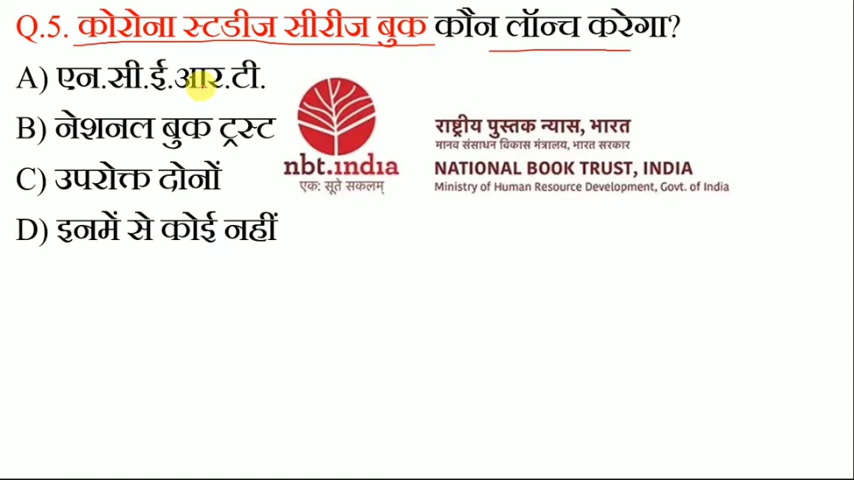 Q.5. कोरोना स्टडीज सीरीज बुक कौन लॉन्च करेगा?
A) एन.सी.ई.आर.टी.
B) नेशनल बुक ट्रस्ट
C) उपरोक्त दोनों
D) इनमें से कोई नहीं
nbt.india
एक: सूते सकलम्
राष्ट्रीय पुस्तक न्यास, भारत
मानव संसाधन विकास मंत्रालय, भारत सरकार
NATIONAL BOOK TRUST, INDIA
Ministry of Human Resource Development, Govt. of India